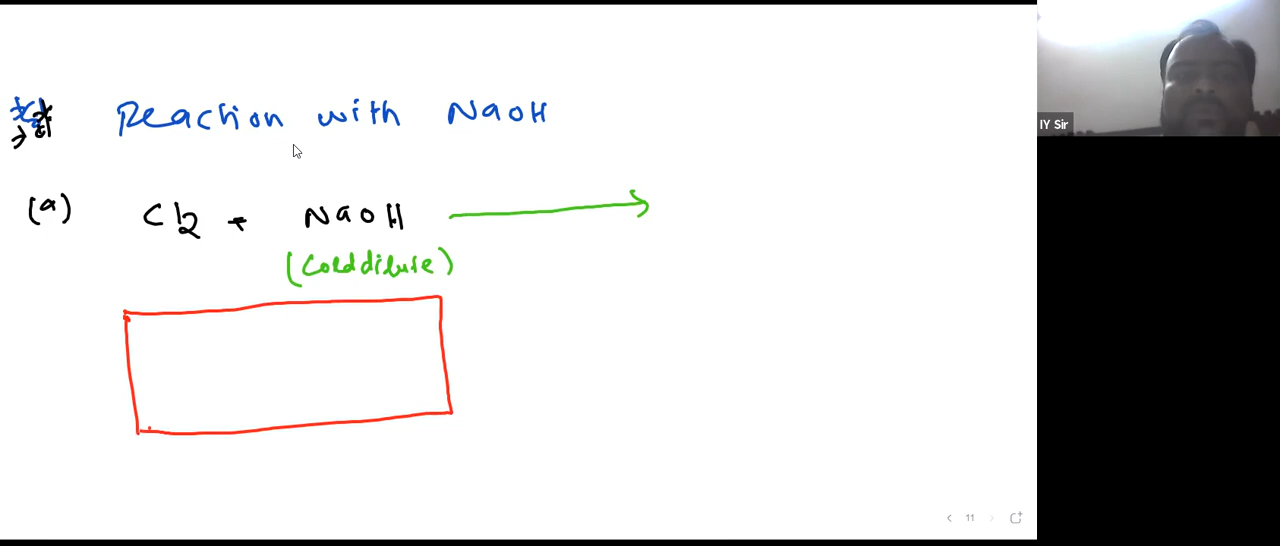 Reaction with NaOH
(a) Cl2 + NaOH
(Cold dilute)
IY Sir
11